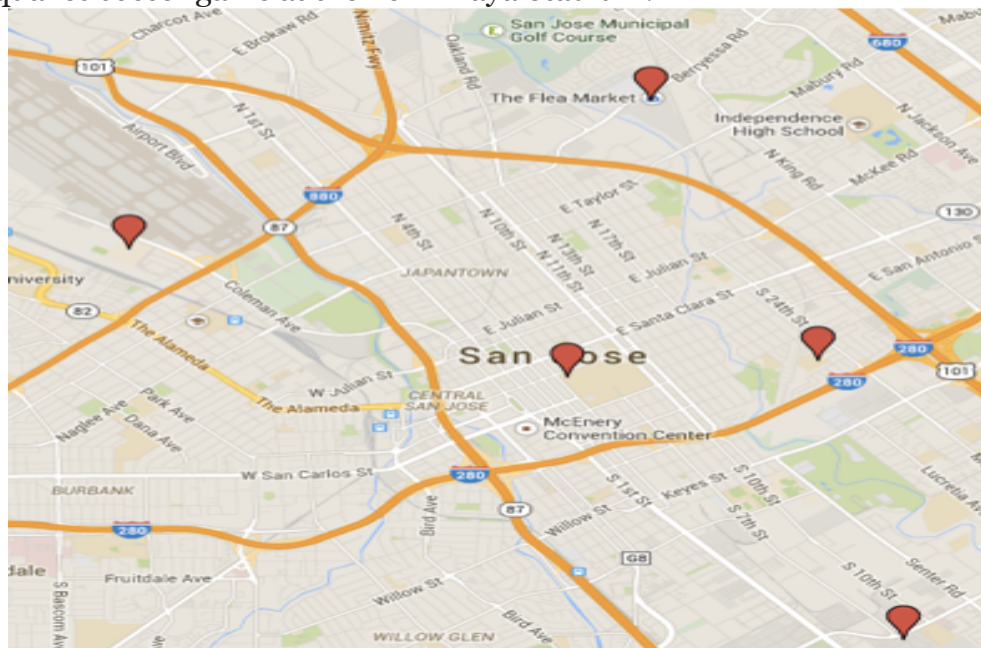 Charcot Ave
E Brokaw Rd
Nimitz Fwy
Oakland Rd
San Jose Municipal
Golf Course
Berryessa Rd
680
101
The Flea Market
Mabury Rd
Independence
High School
N Jackson Ave
N 1st St
Airport Blvd
N King Rd
McKee Rd
E Taylor St
880
87
130
N 4th St
N 10th St
N 17th St
N 13th St
N 11th St
E Julian St
E San Antonio S
JAPANTOWN
niversity
82
Coleman Ave
The Alameda
E Julian St
E Santa Clara St
S 24th St
San Jose
280
101
W Julian St
CENTRAL
SAN JOSE
280
Park Ave
Naglee Ave
Dana Ave
The Alameda
McEnery
Convention Center
W San Carlos St
280
BURBANK
Bird Ave
S 1st St
Keyes St
S 10th St
S 7th St
Lucretia Ave
87
Willow St
280
G8
dale
Fruitdale Ave
S Bascom Ave
Willow St
S 10th St
Senter Rd
Bird Ave
WILLOW GLEN